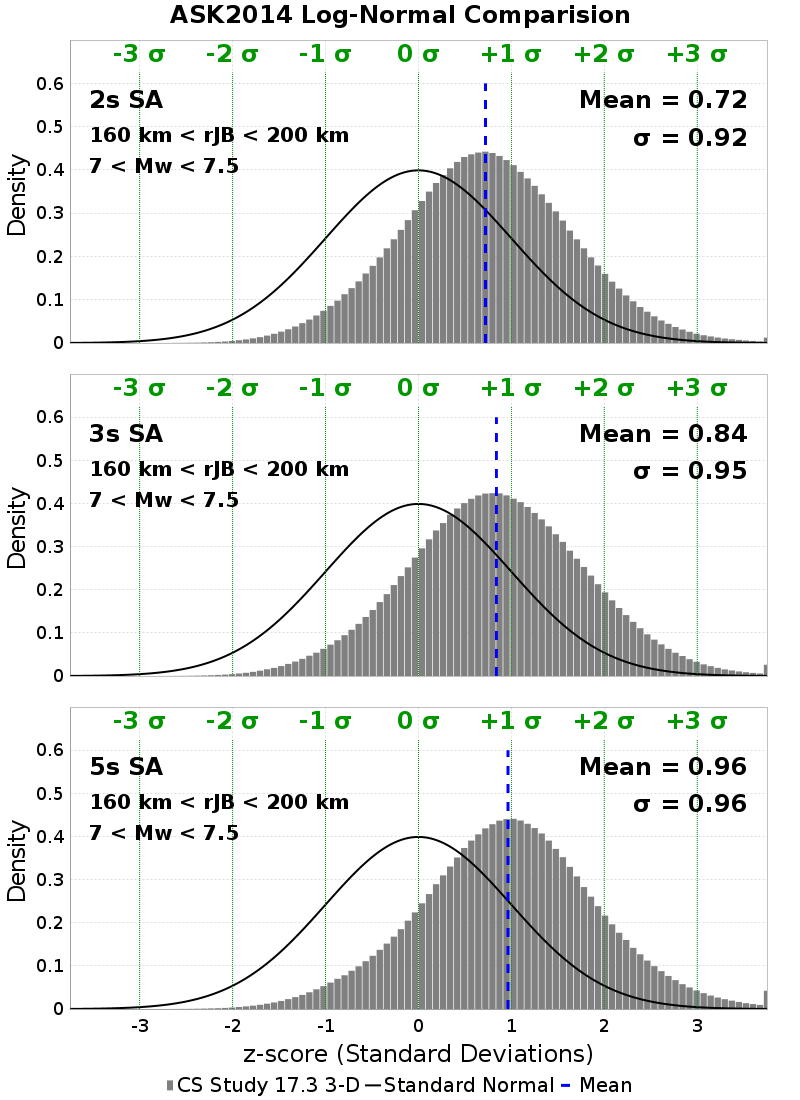 ASK2014 Log-Normal Comparision
-3 σ -2 σ -1 σ 0 σ +1 σ +2 σ +3 σ
2s SA
160 km < rJB < 200 km
7 < Mw < 7.5
Mean = 0.72
σ = 0.92
Density
0.6
0.5
0.4
0.3
0.2
0.1
0
-3 σ -2 σ -1 σ 0 σ +1 σ +2 σ +3 σ
3s SA
160 km < rJB < 200 km
7 < Mw < 7.5
Mean = 0.84
σ = 0.95
Density
0.6
0.5
0.4
0.3
0.2
0.1
0
-3 σ -2 σ -1 σ 0 σ +1 σ +2 σ +3 σ
5s SA
160 km < rJB < 200 km
7 < Mw < 7.5
Mean = 0.96
σ = 0.96
Density
0.6
0.5
0.4
0.3
0.2
0.1
0
-3 -2 -1 0 1 2 3
z-score (Standard Deviations)
CS Study 17.3 3-D Standard Normal Mean